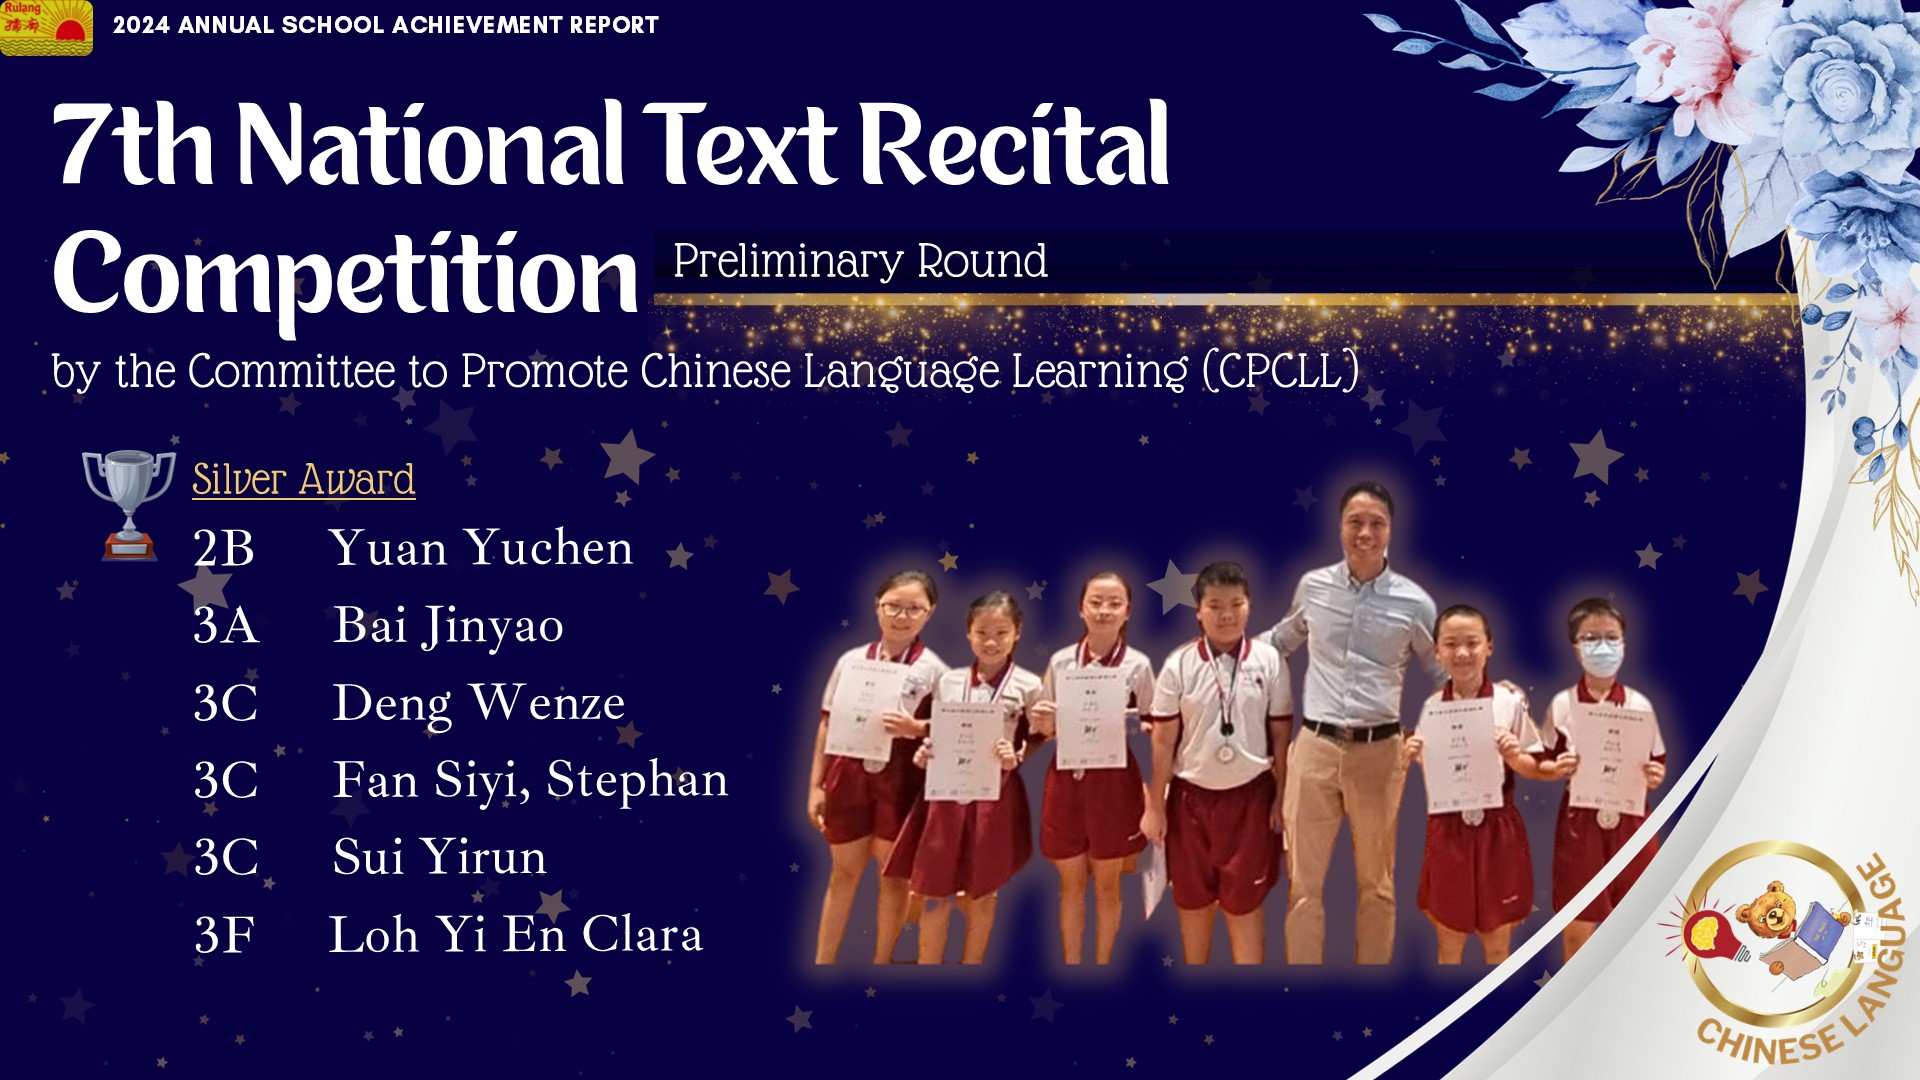 Rulang
2024 ANNUAL SCHOOL ACHIEVEMENT REPORT
7th National Text Recital
Competition
Preliminary Round
by the Committee to Promote Chinese Language Learning (CPCLL)
Silver Award
2B Yuan Yuchen
3A Bai Jinyao
3C Deng Wenze
3C Fan Siyi, Stephan
3C Sui Yirun
3F Loh Yi En Clara
CHINESE LANGUAGE